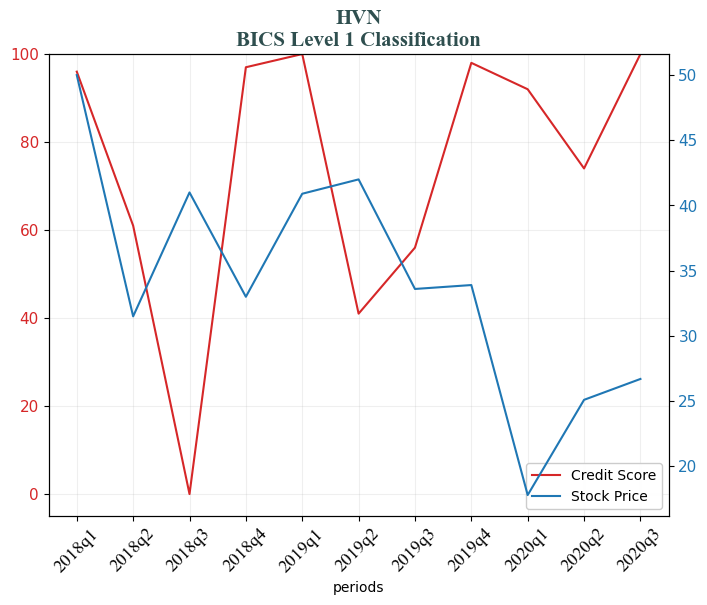 HVN
BICS Level 1 Classification
100
80
60
40
20
0
50
45
40
35
30
25
20
Credit Score
Stock Price
2018q1
2018q2
2018q3
2018q4
2019q1
2019q2
2019q3
2019q4
2020q1
2020q2
2020q3
periods